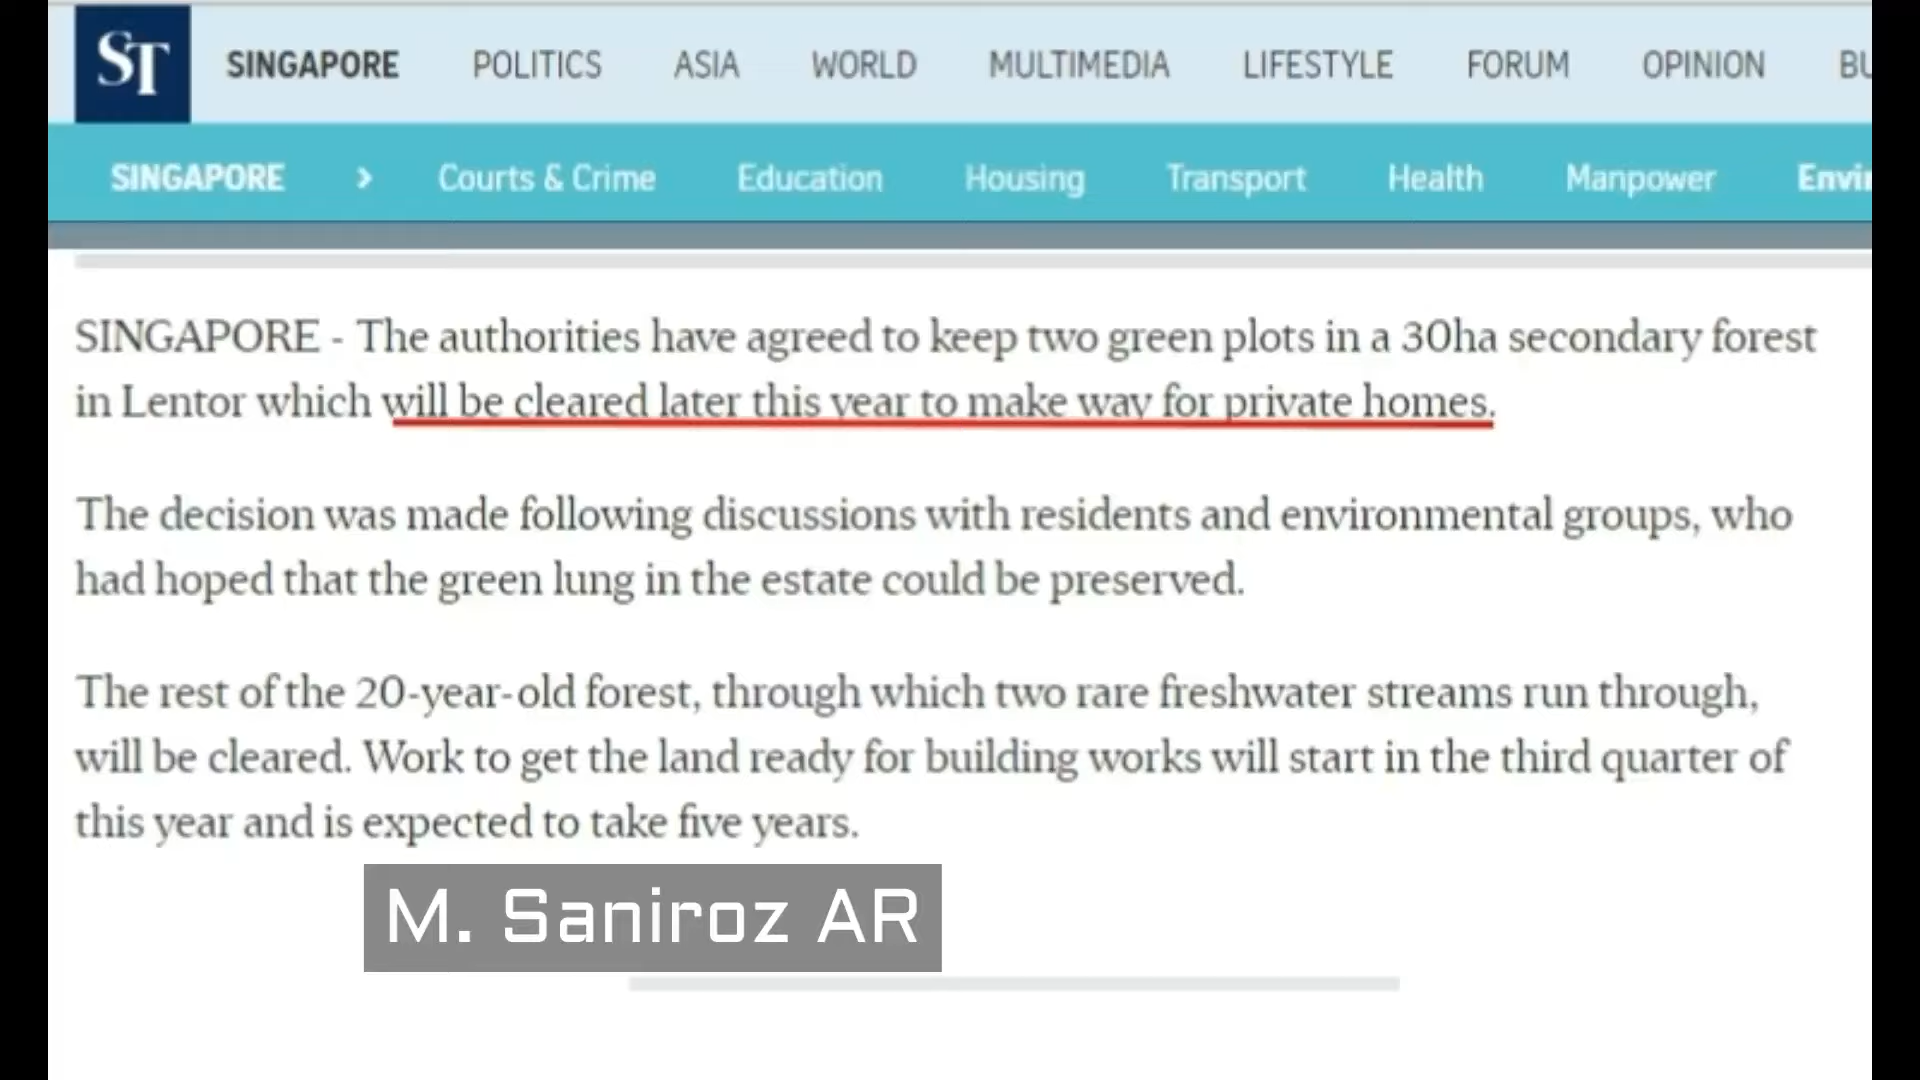 ST SINGAPORE POLITICS ASIA WORLD MULTIMEDIA LIFESTYLE FORUM OPINION BU
SINGAPORE > Courts & Crime Education Housing Transport Health Manpower Envir
SINGAPORE - The authorities have agreed to keep two green plots in a 30ha secondary forest
in Lentor which will be cleared later this year to make way for private homes.
The decision was made following discussions with residents and environmental groups, who
had hoped that the green lung in the estate could be preserved.
The rest of the 20-year-old forest, through which two rare freshwater streams run through,
will be cleared. Work to get the land ready for building works will start in the third quarter of
this year and is expected to take five years.
M. Saniroz AR